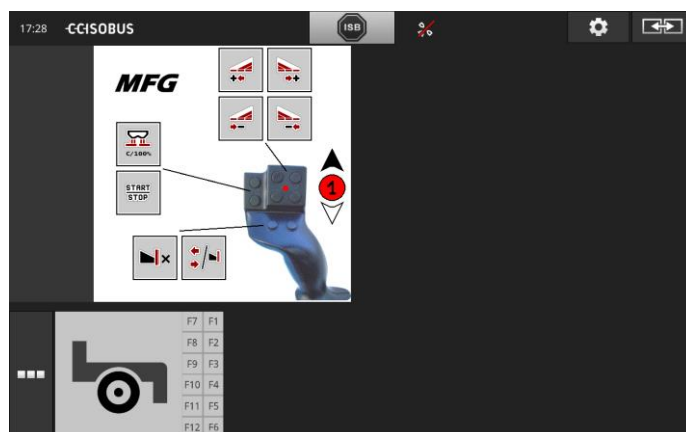 17:28 CCISOBUS ISB
MFG
C/100%
START
STOP
1
F7 F1
F8 F2
F9 F3
F10 F4
F11 F5
F12 F6